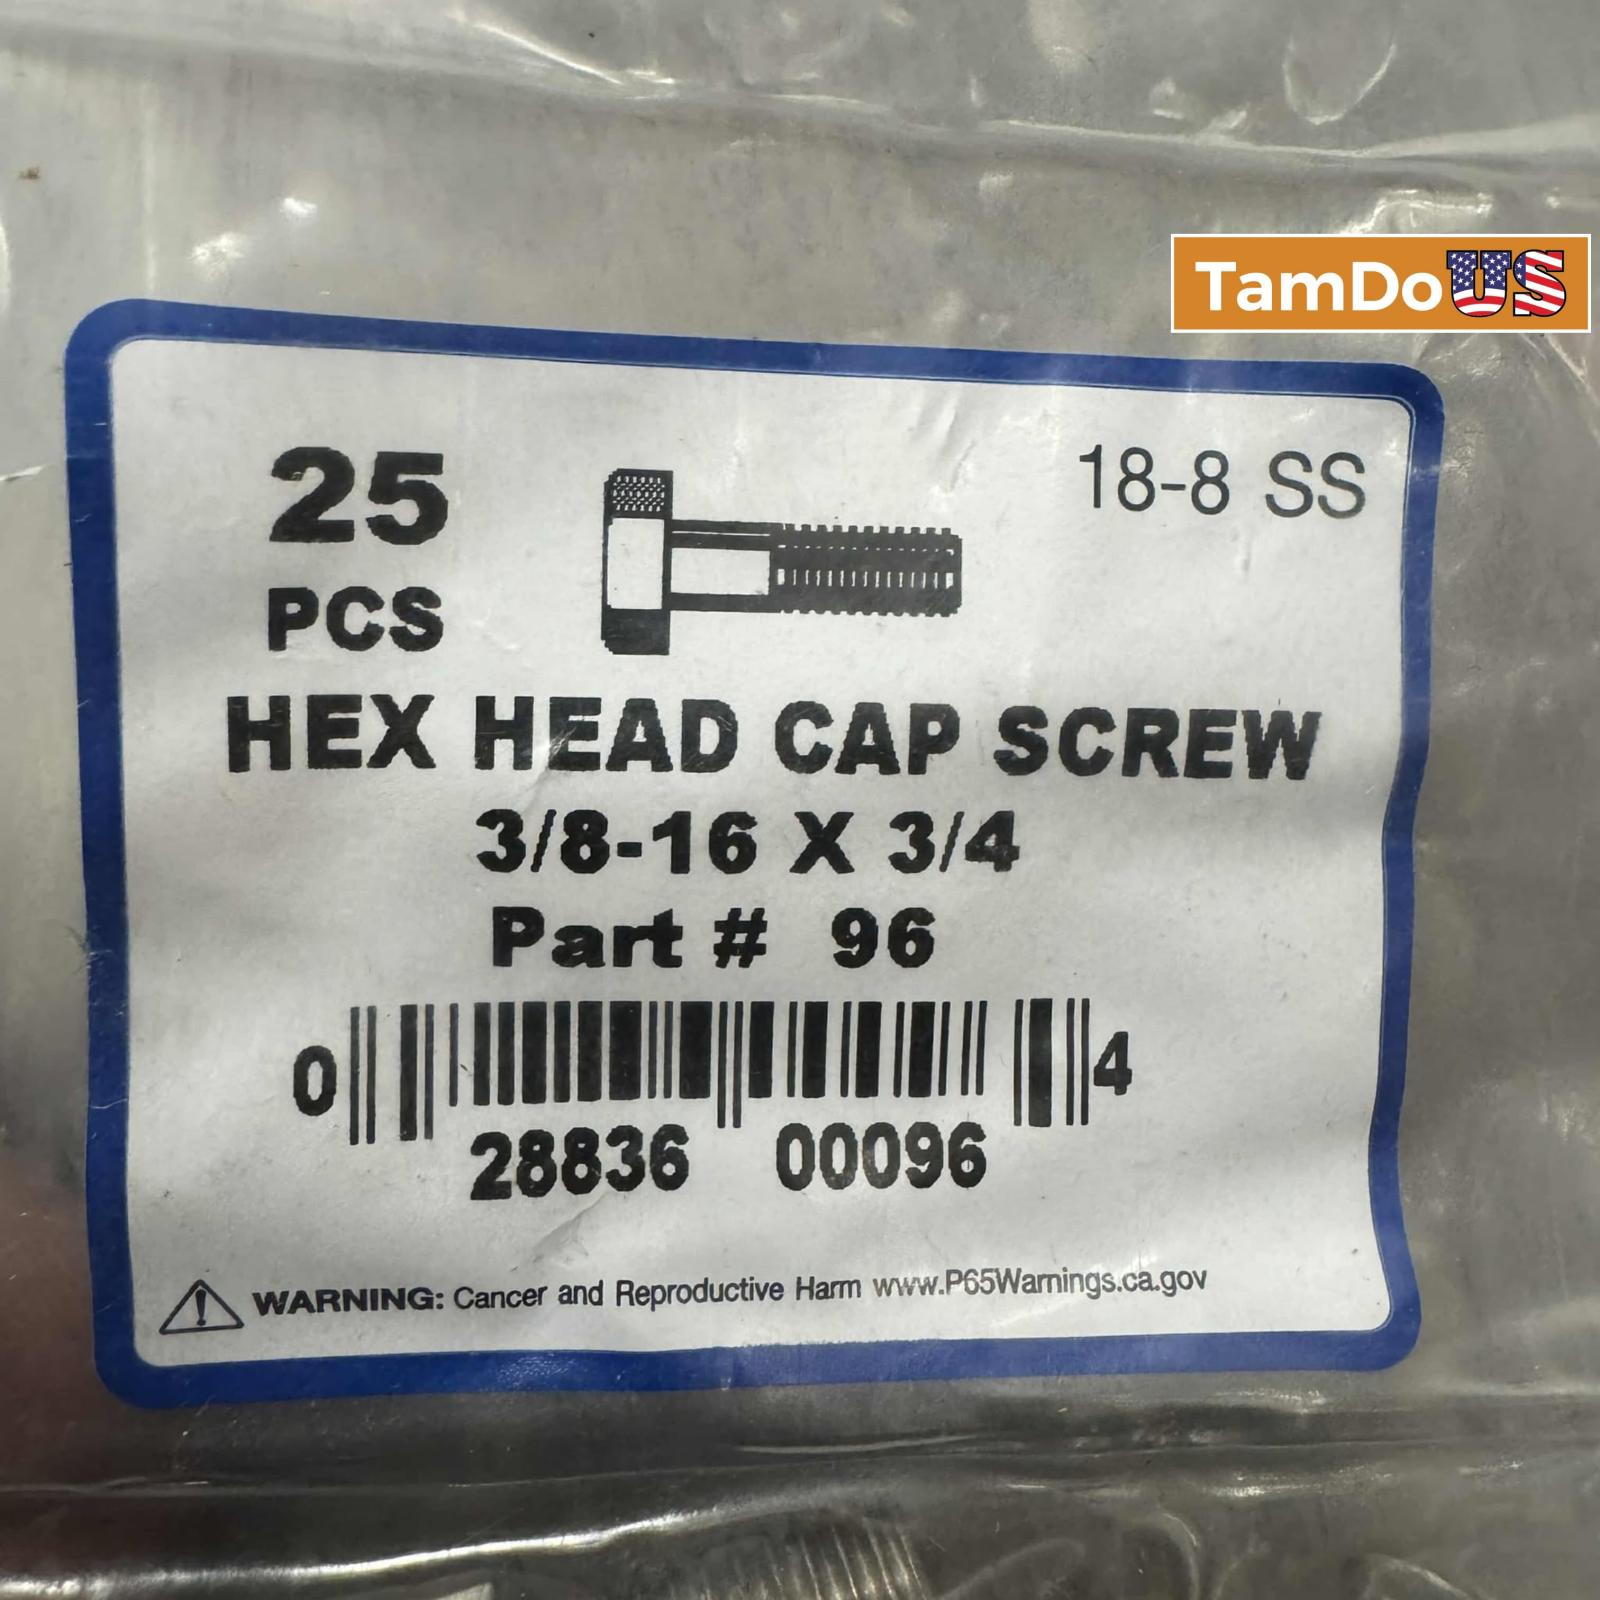 TamDoUS
25
PCS
18-8 SS
HEX HEAD CAP SCREW
3/8-16 X 3/4
Part # 96
0 28836 00096 4
WARNING: Cancer and Reproductive Harm www.P65Warnings.ca.gov